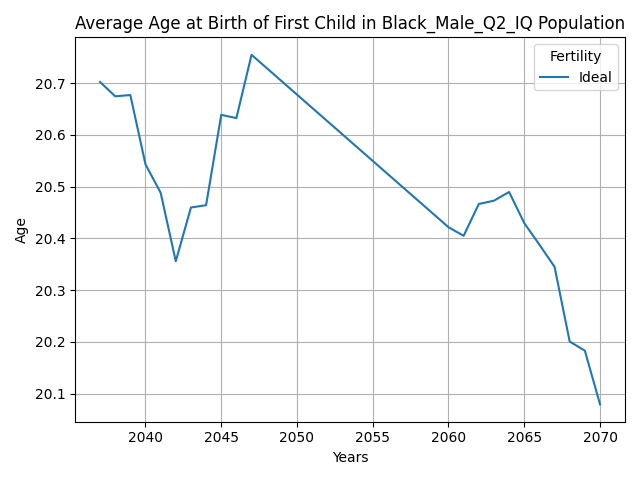 Average Age at Birth of First Child in Black_Male_Q2_IQ Population
Fertility
Ideal
Age
20.7
20.6
20.5
20.4
20.3
20.2
20.1
2040 2045 2050 2055 2060 2065 2070
Years